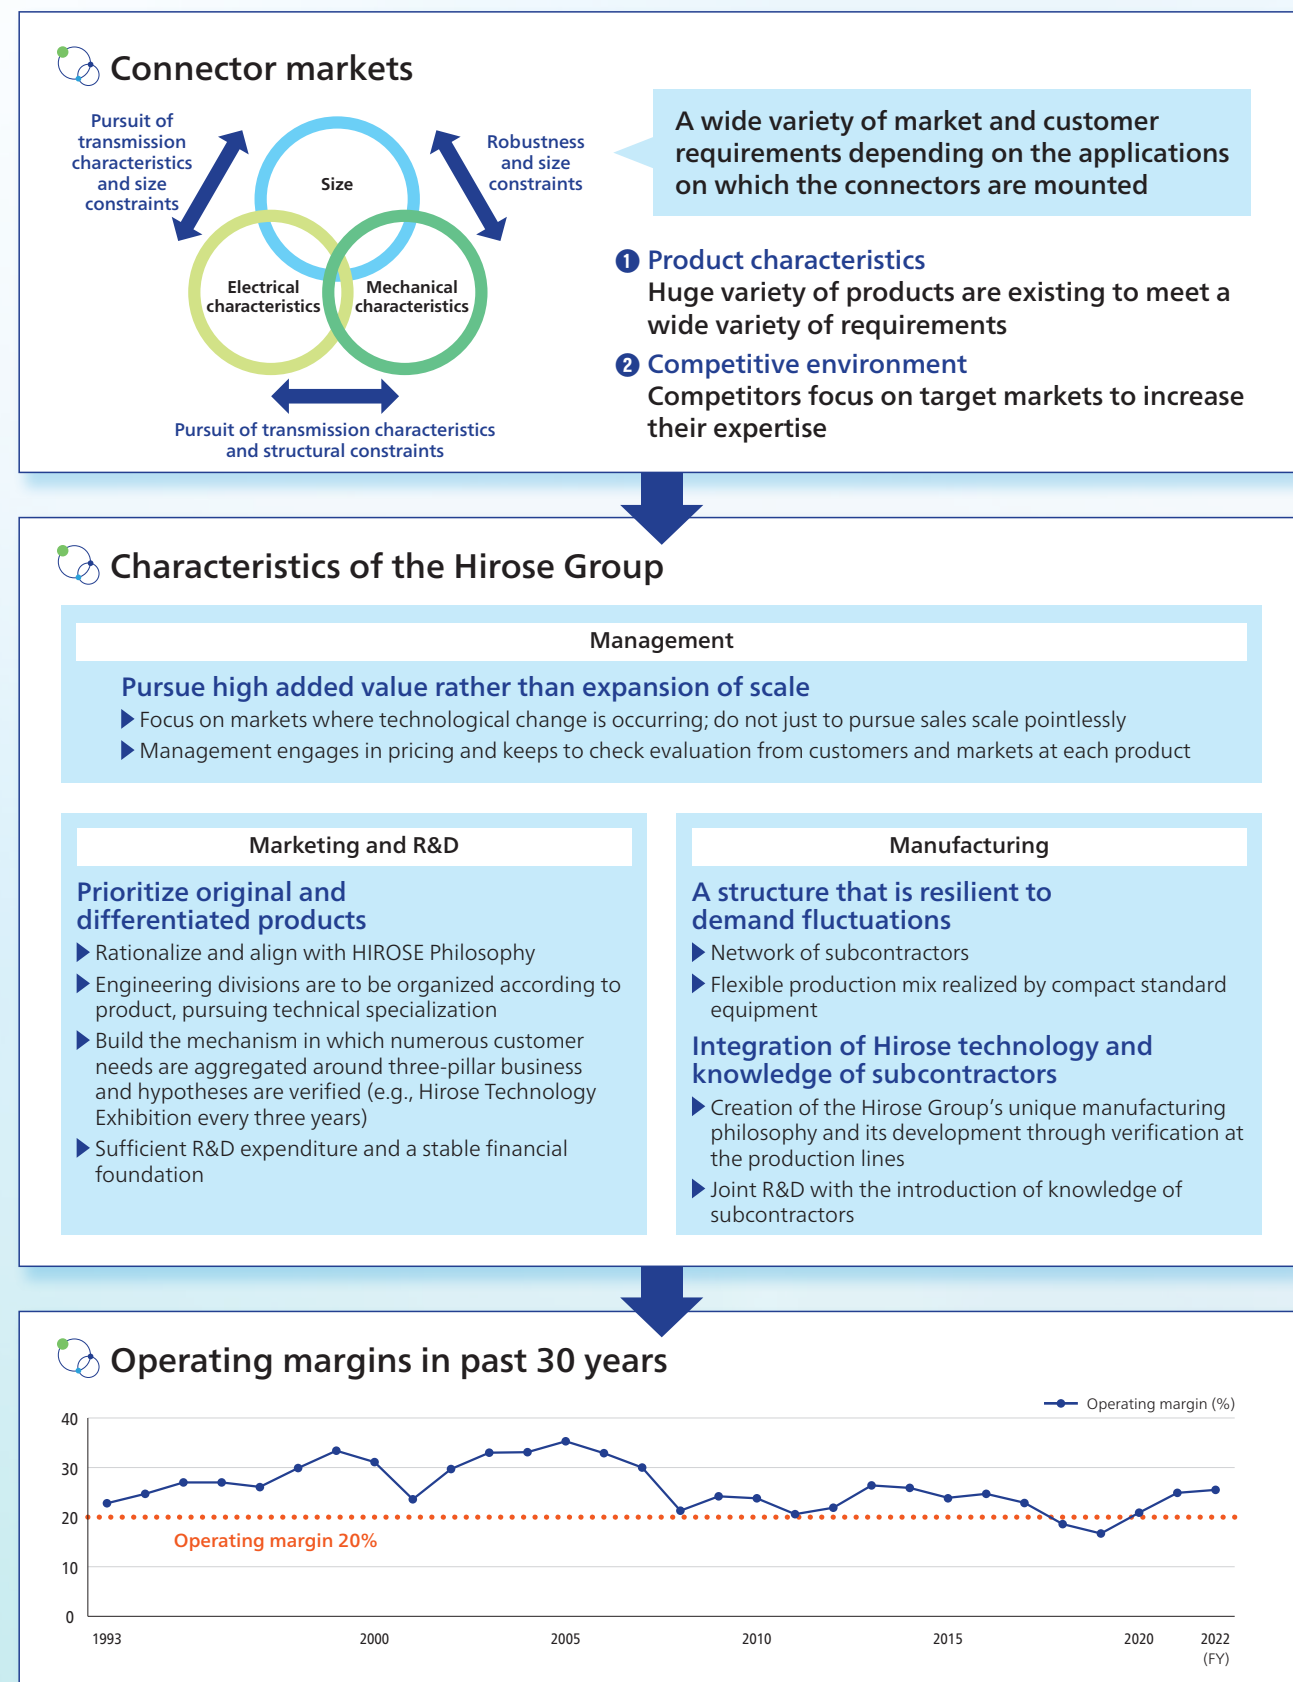 Connector markets
Pursuit of
transmission
characteristics
and size
constraints
Robustness
and size
constraints
Size
Electrical
characteristics
Mechanical
characteristics
Pursuit of transmission characteristics
and structural constraints
A wide variety of market and customer
requirements depending on the applications
on which the connectors are mounted
❶ Product characteristics
Huge variety of products are existing to meet a
wide variety of requirements
❷ Competitive environment
Competitors focus on target markets to increase
their expertise
Characteristics of the Hirose Group
Management
Pursue high added value rather than expansion of scale
Focus on markets where technological change is occurring; do not just to pursue sales scale pointlessly
Management engages in pricing and keeps to check evaluation from customers and markets at each product
Marketing and R&D
Prioritize original and
differentiated products
Rationalize and align with HIROSE Philosophy
Engineering divisions are to be organized according to
product, pursuing technical specialization
Build the mechanism in which numerous customer
needs are aggregated around three-pillar business
and hypotheses are verified (e.g., Hirose Technology
Exhibition every three years)
Sufficient R&D expenditure and a stable financial
foundation
Manufacturing
A structure that is resilient to
demand fluctuations
Network of subcontractors
Flexible production mix realized by compact standard
equipment
Integration of Hirose technology and
knowledge of subcontractors
Creation of the Hirose Group's unique manufacturing
philosophy and its development through verification at
the production lines
Joint R&D with the introduction of knowledge of
subcontractors
Operating margins in past 30 years
Operating margin (%)
40
30
20
10
0
Operating margin 20%
1993 2000 2005 2010 2015 2020 2022
(FY)